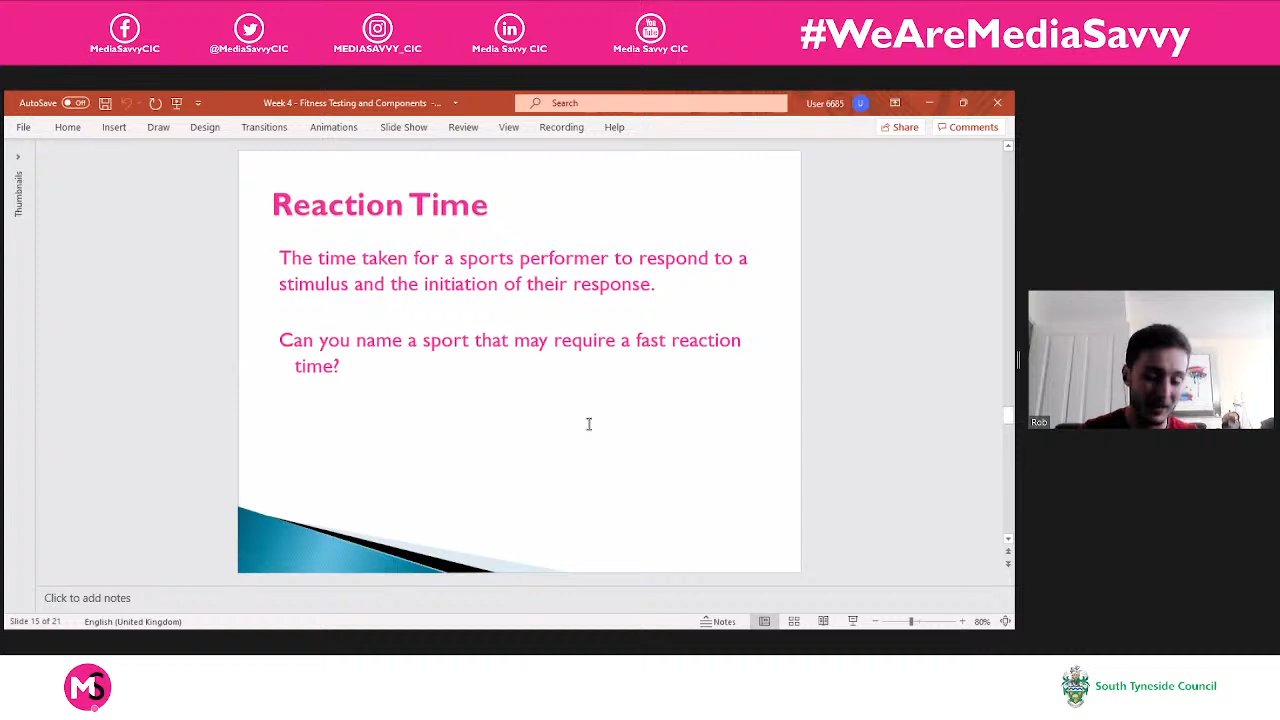 MediaSavvyCIC
@MediaSavvyCIC
MEDIASAVVY_CIC
in
Media Savvy CIC
You
Tube
Media Savvy CIC
#WeAreMediaSavvy
AutoSave Off
Week 4 - Fitness Testing and Components -...
Search
User 6685
U
File Home Insert Draw Design Transitions Animations Slide Show Review View Recording Help
Share
Comments
Thumbnails
Reaction Time
The time taken for a sports performer to respond to a
stimulus and the initiation of their response.
Can you name a sport that may require a fast reaction
time?
Rob
Click to add notes
Slide 15 of 21 English (United Kingdom)
Notes
80%
MS
South Tyneside Council